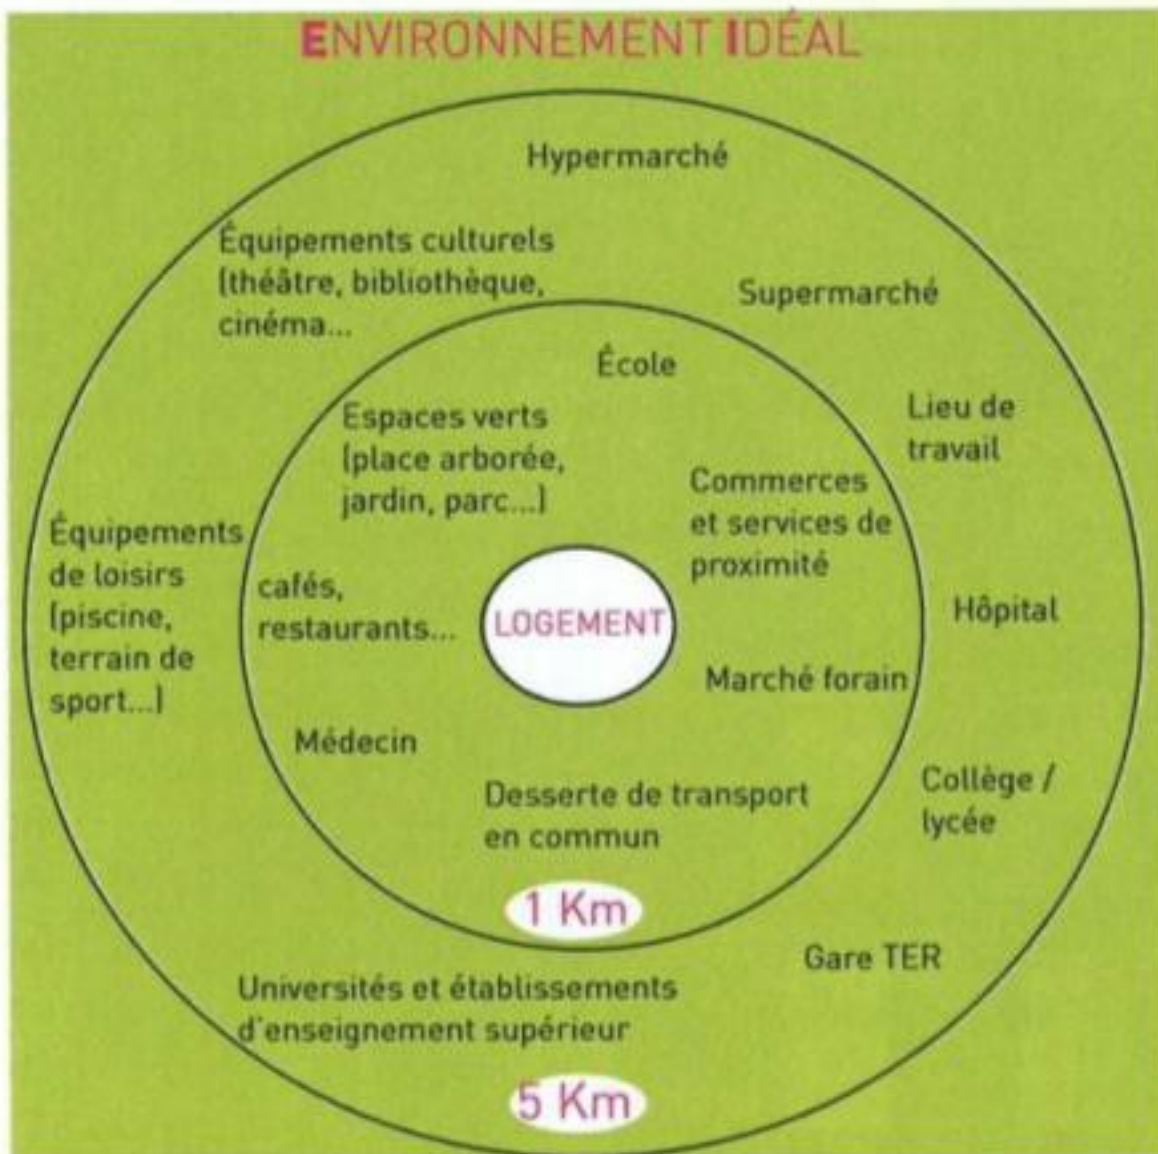 ENVIRONNEMENT IDÉAL
Hypermarché
Équipements culturels
(théâtre, bibliothèque,
cinéma...
Supermarché
École
Espaces verts
(place arborée,
jardin, parc...)
Lieu de
travail
Commerces
et services de
proximité
Équipements
de loisirs
(piscine,
terrain de
sport...)
cafés,
restaurants...
LOGEMENT
Hôpital
Marché forain
Médecin
Desserte de transport
en commun
Collège /
lycée
1 Km
Gare TER
Universités et établissements
d'enseignement supérieur
5 Km